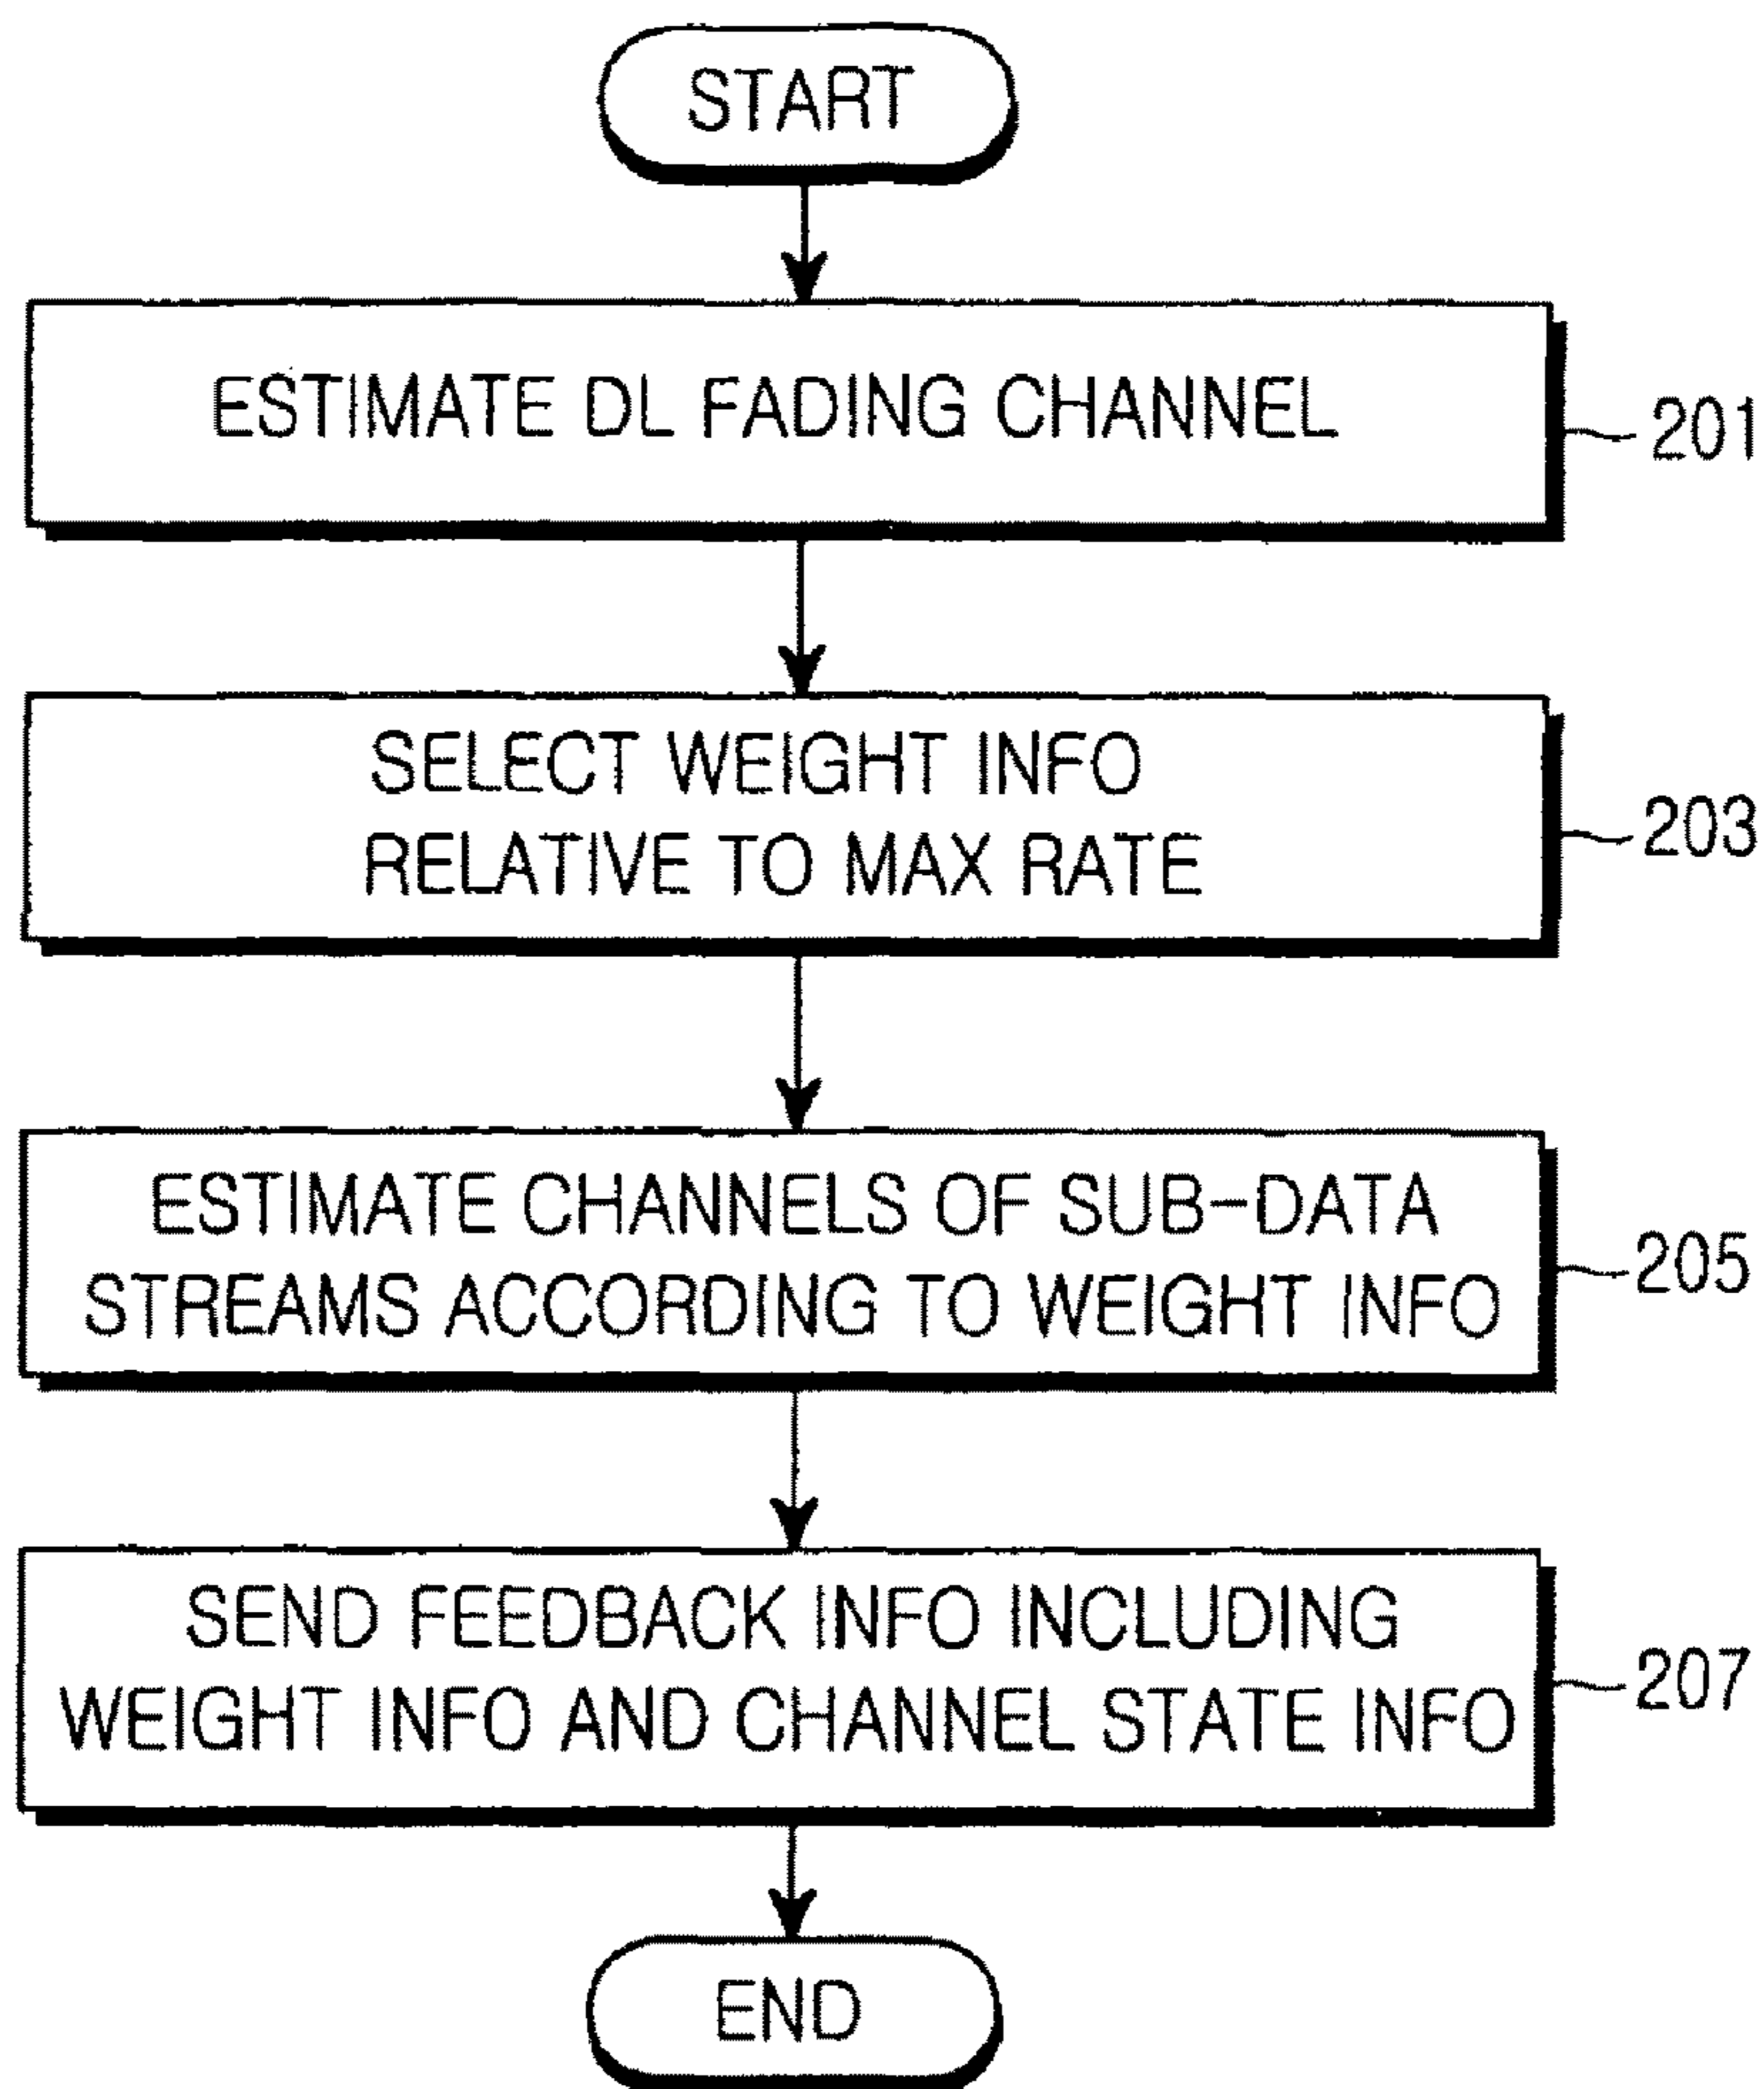 START
ESTIMATE DL FADING CHANNEL
201
SELECT WEIGHT INFO
RELATIVE TO MAX RATE
203
ESTIMATE CHANNELS OF SUB-DATA
STREAMS ACCORDING TO WEIGHT INFO
205
SEND FEEDBACK INFO INCLUDING
WEIGHT INFO AND CHANNEL STATE INFO
207
END